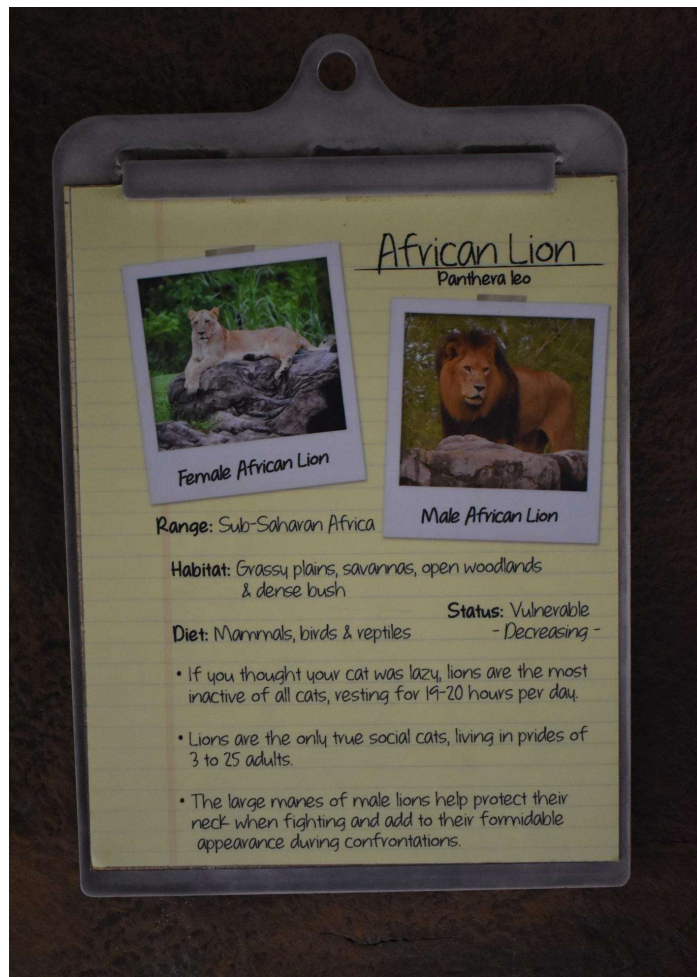 African Lion
Panthera leo
Female African Lion
Male African Lion
Range: Sub-Saharan Africa
Habitat: Grassy plains, savannas, open woodlands
& dense bush
Status: Vulnerable
- Decreasing -
Diet: Mammals, birds & reptiles
• If you thought your cat was lazy, lions are the most
inactive of all cats, resting for 19-20 hours per day.
• Lions are the only true social cats, living in prides of
3 to 25 adults.
• The large manes of male lions help protect their
neck when fighting and add to their formidable
appearance during confrontations.